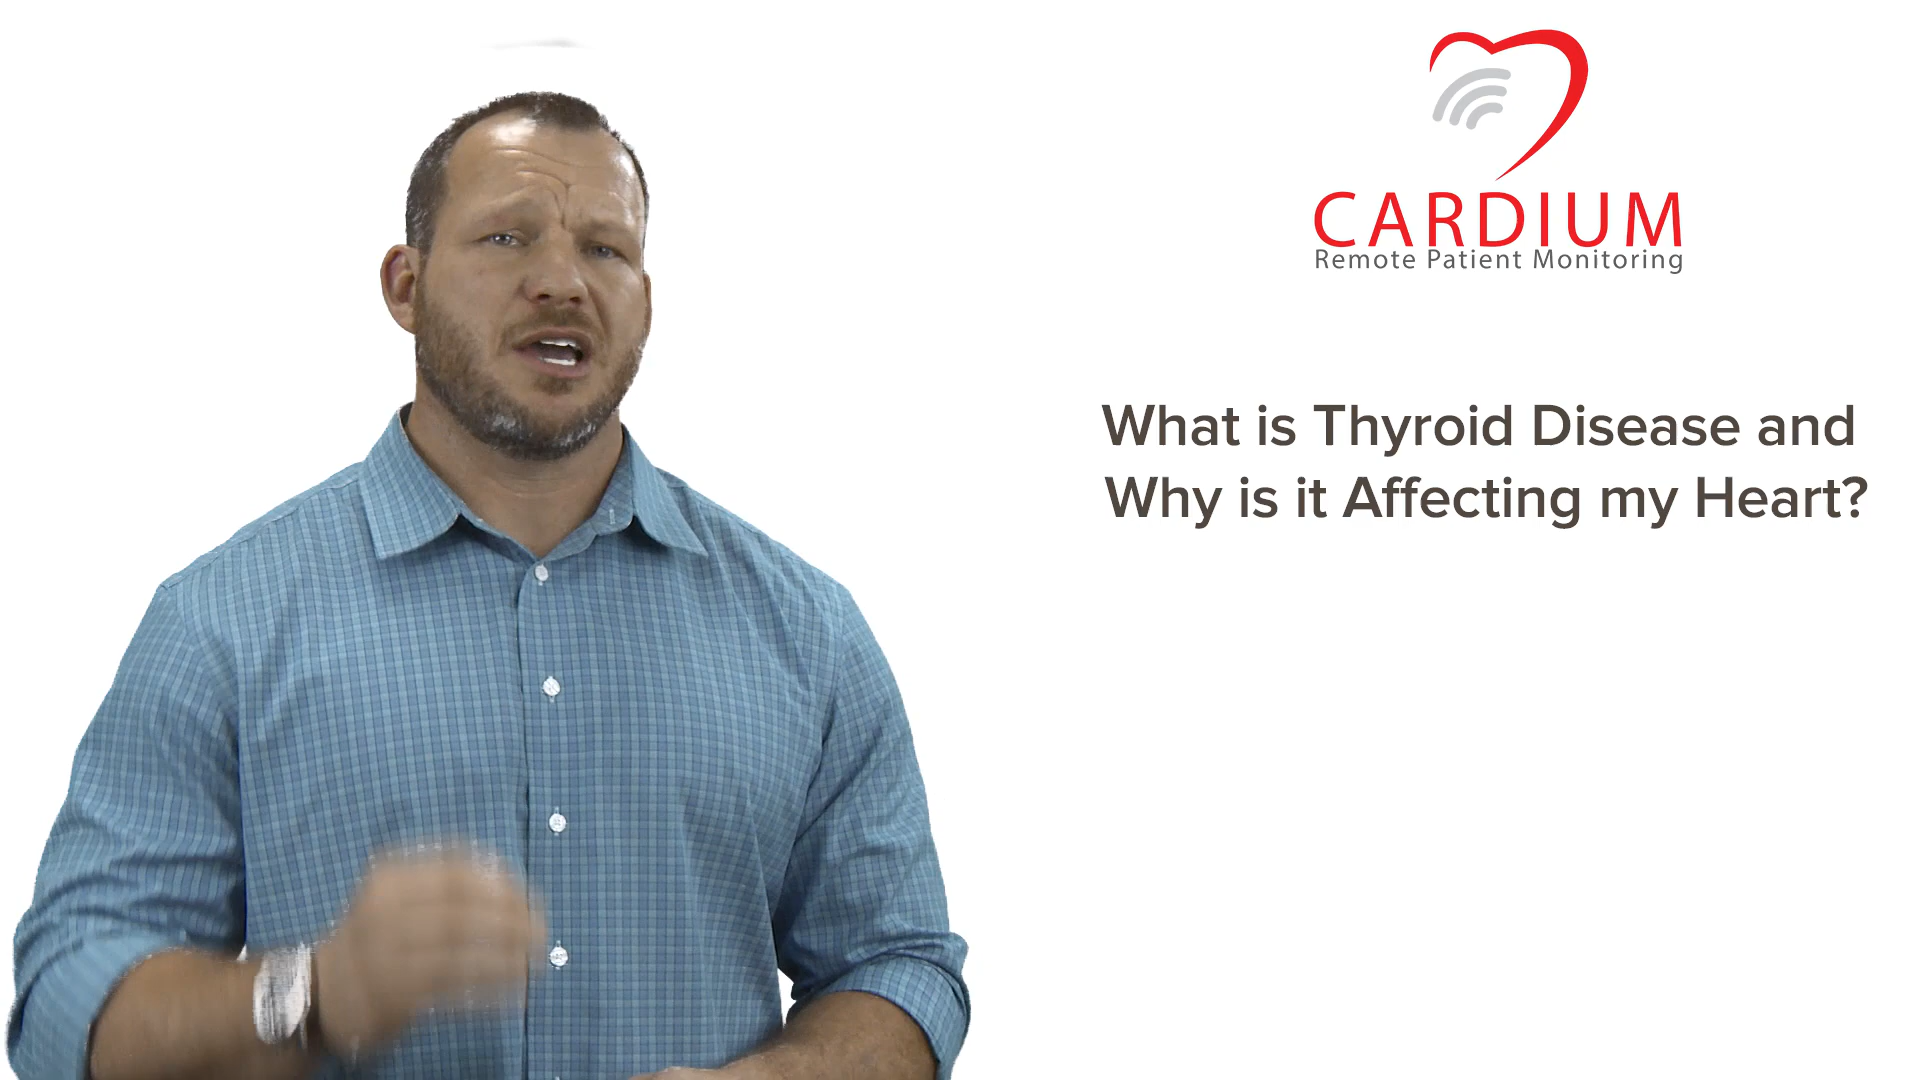 CARDIUM
Remote Patient Monitoring
What is Thyroid Disease and
Why is it Affecting my Heart?